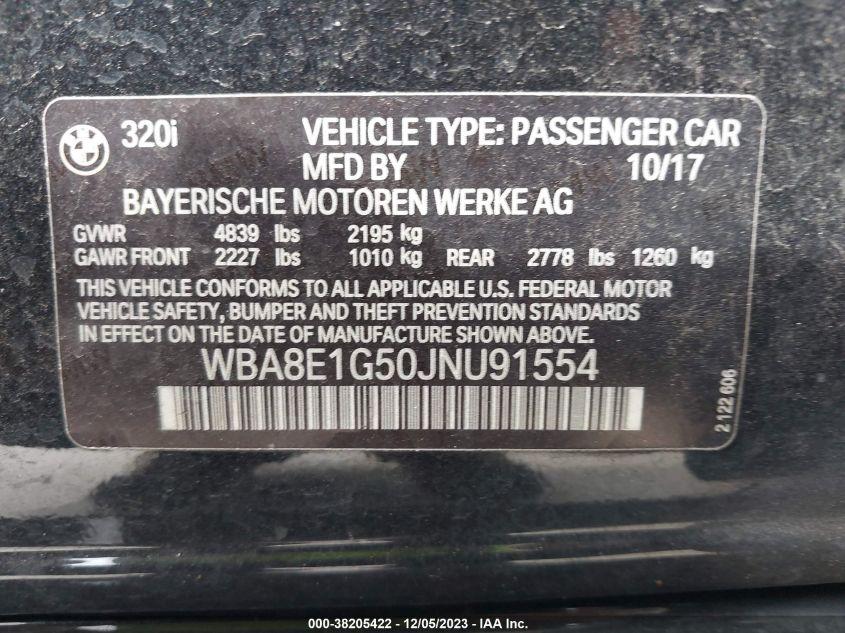 320i VEHICLE TYPE: PASSENGER CAR
MFD BY 10/17
BAYERISCHE MOTOREN WERKE AG
GVWR 4839 lbs 2195 kg
GAWR FRONT 2227 lbs 1010 kg REAR 2778 lbs 1260 kg
THIS VEHICLE CONFORMS TO ALL APPLICABLE U.S. FEDERAL MOTOR
VEHICLE SAFETY, BUMPER AND THEFT PREVENTION STANDARDS
IN EFFECT ON THE DATE OF MANUFACTURE SHOWN ABOVE.
WBA8E1G50JNU91554
2 122 606
000-38205422 - 12/05/2023 - © IAA Inc.